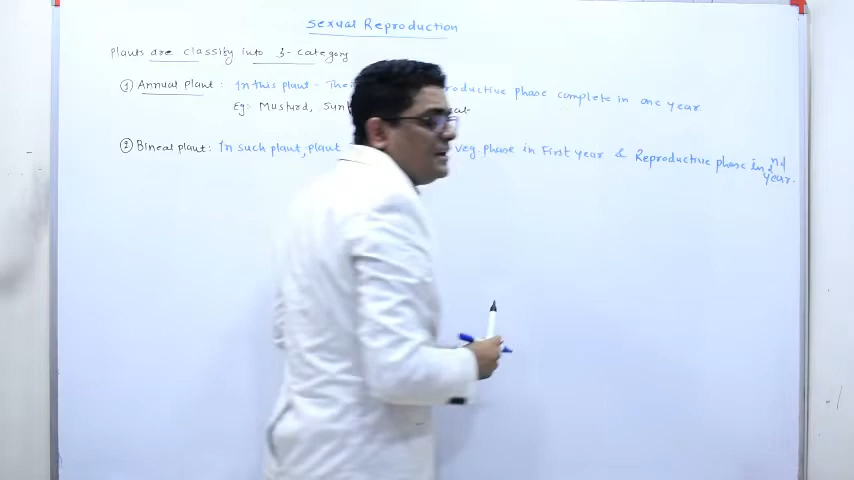 Sexual Reproduction
Plants are classify into 3- category
① Annual Plant : In this plant - roductive phase complete in one year
Eg:- Mustard,
② Bineal plant : In such plant, plant veg. phase in First year & Reproductive phase in 2nd year.